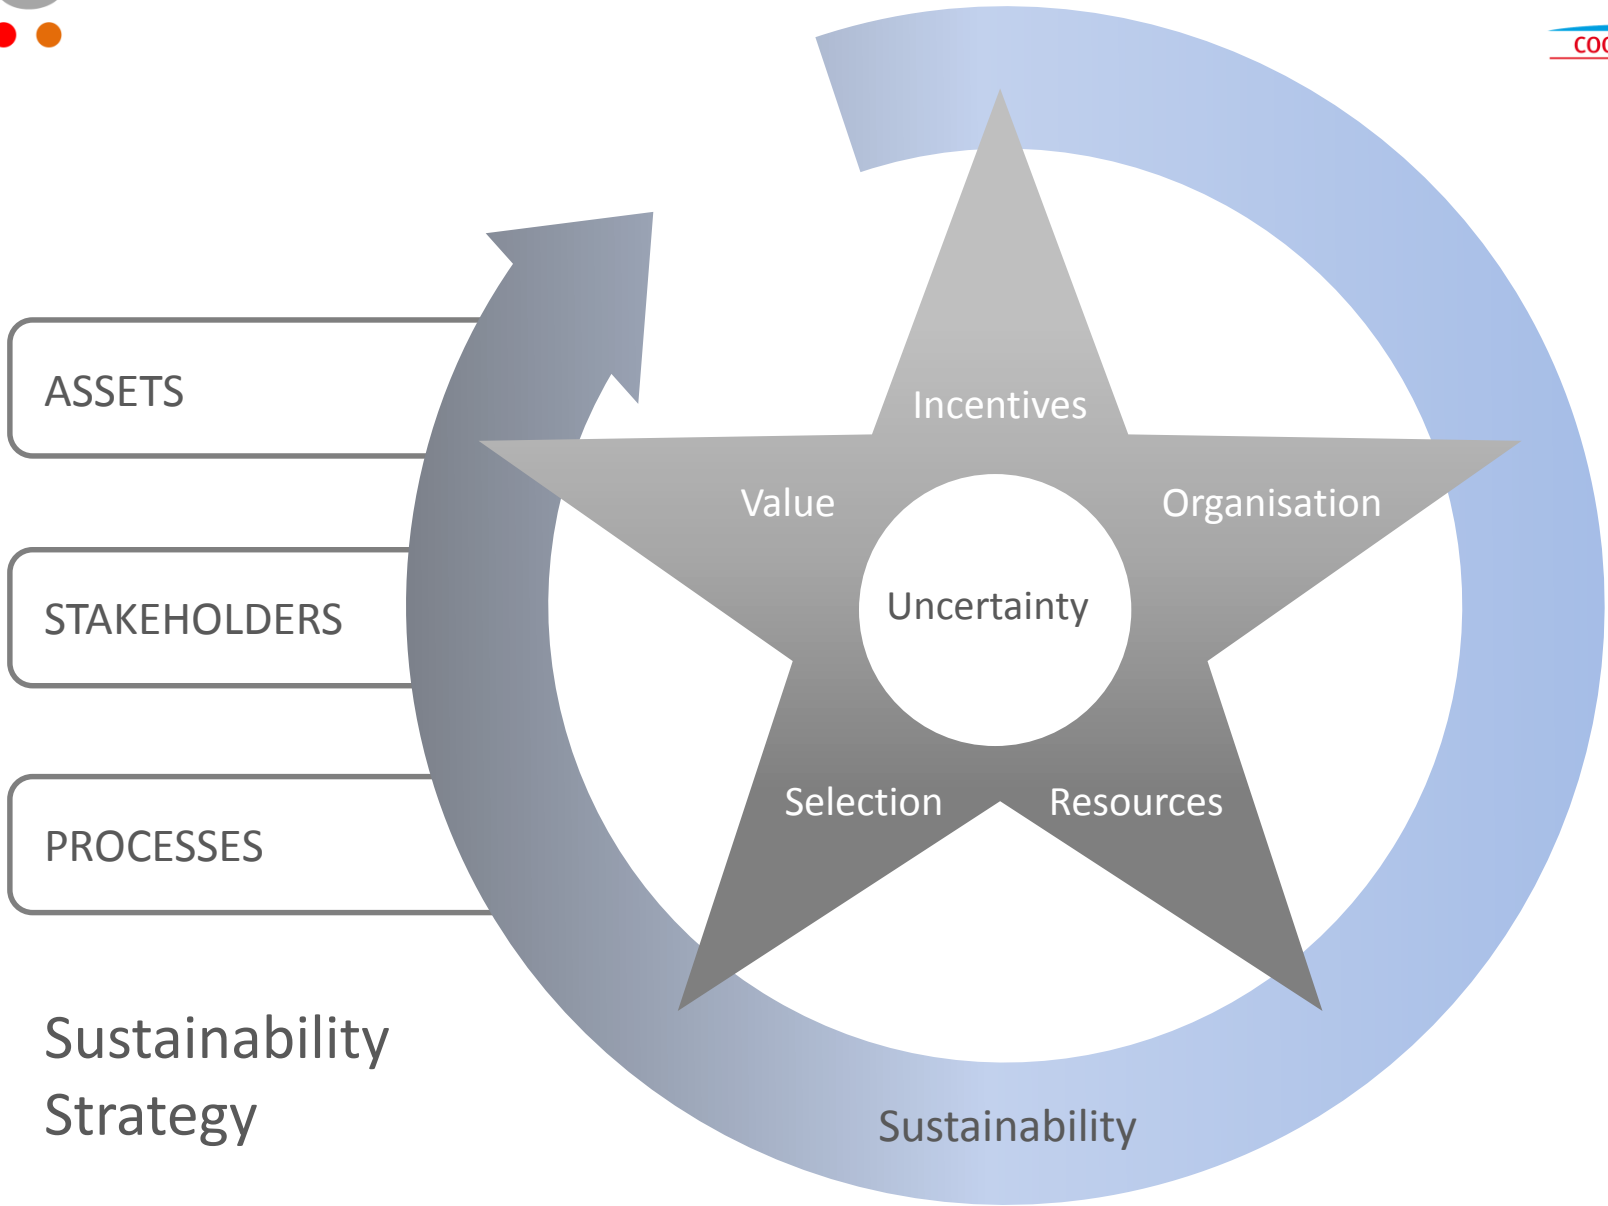 ASSETS
STAKEHOLDERS
PROCESSES
Sustainability
Strategy
Incentives
Value
Organisation
Uncertainty
Selection
Resources
Sustainability